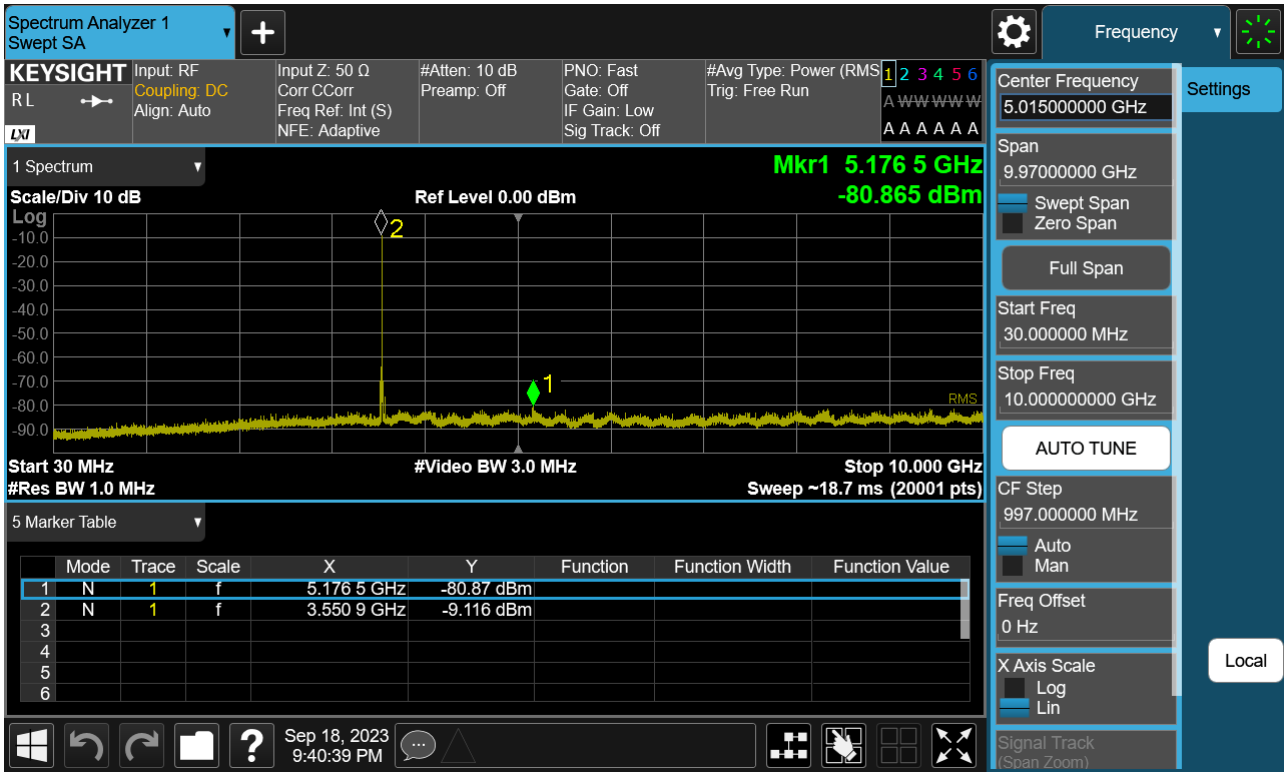 Spectrum Analyzer 1
Swept SA
+
Frequency
KEYSIGHT
R L
LXI
Input: RF
Coupling: DC
Align: Auto
Input Z: 50 Ω
Corr CCorr
Freq Ref: Int (S)
NFE: Adaptive
#Atten: 10 dB
Preamp: Off
PNO: Fast
Gate: Off
IF Gain: Low
Sig Track: Off
#Avg Type: Power (RMS
Trig: Free Run
1 2 3 4 5 6
A W W W W W
A A A A A A
1 Spectrum
Mkr1 5.176 5 GHz
-80.865 dBm
Scale/Div 10 dB
Ref Level 0.00 dBm
Log
-10.0
-20.0
-30.0
-40.0
-50.0
-60.0
-70.0
-80.0
-90.0
2
1
RMS
Start 30 MHz
#Video BW 3.0 MHz
Stop 10.000 GHz
#Res BW 1.0 MHz
Sweep ~18.7 ms (20001 pts)
5 Marker Table
Mode Trace Scale X Y Function Function Width Function Value
1 N 1 f 5.176 5 GHz -80.87 dBm
2 N 1 f 3.550 9 GHz -9.116 dBm
3
4
5
6
?
Sep 18, 2023
9:40:39 PM
Center Frequency
5.015000000 GHz
Span
9.97000000 GHz
Swept Span
Zero Span
Full Span
Start Freq
30.000000 MHz
Stop Freq
10.000000000 GHz
AUTO TUNE
CF Step
997.000000 MHz
Auto
Man
Freq Offset
0 Hz
X Axis Scale
Log
Lin
Signal Track
(Span Zoom)
Settings
Local